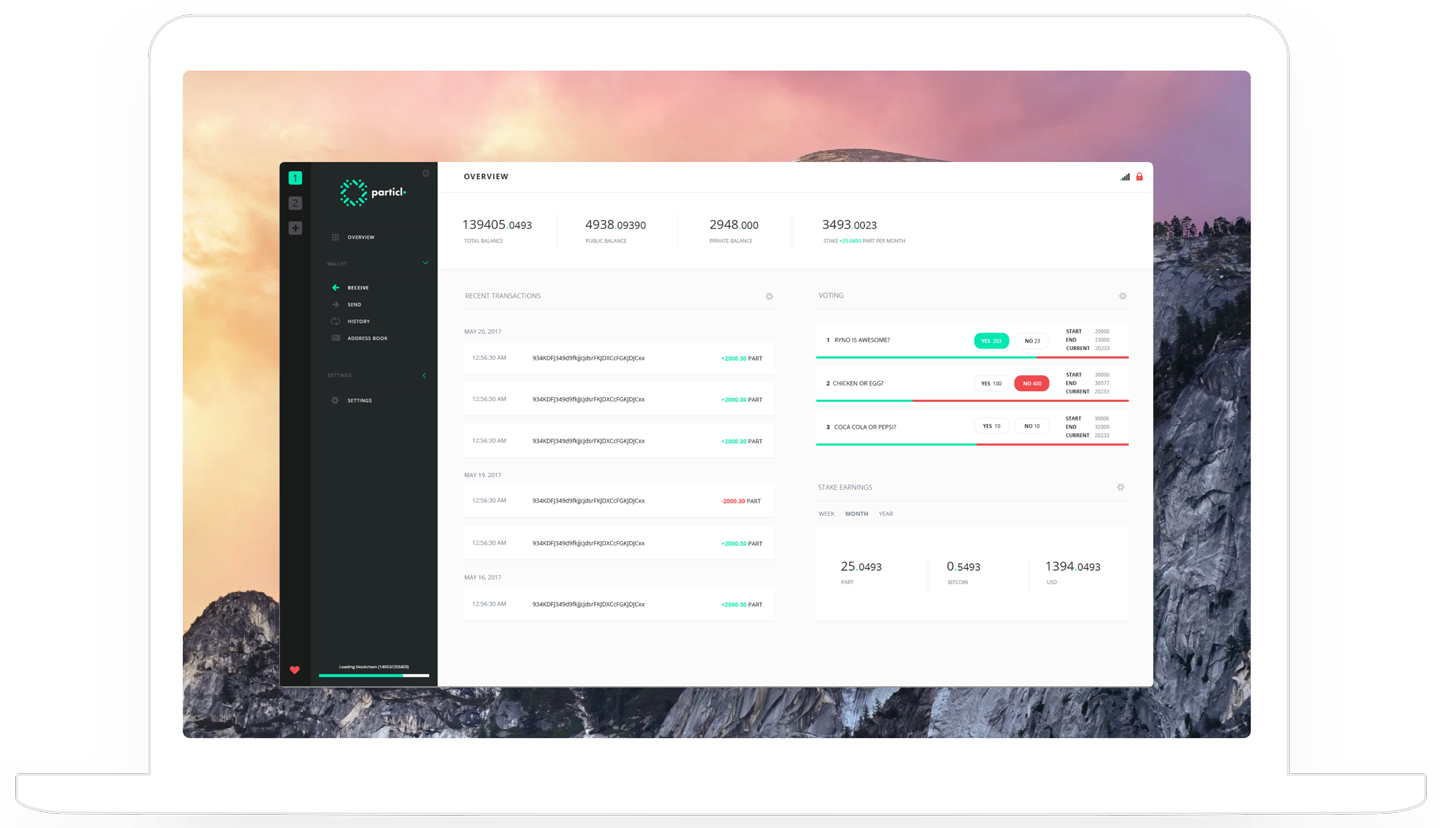 1
2
particl
OVERVIEW
WALLET
RECEIVE
SEND
HISTORY
ADDRESS BOOK
SETTINGS
SETTINGS
Loading blockchain (14053/203403)
OVERVIEW
139405.0493
TOTAL BALANCE
4938.09390
PUBLIC BALANCE
2948.000
PRIVATE BALANCE
3493.0023
STAKE +25.0493 PART PER MONTH
RECENT TRANSACTIONS
MAY 20, 2017
12:56:30 AM 934KDFJ349d9fkjjcjdsrFKJDXCcFGKJDJCxx +2000.30 PART
12:56:30 AM 934KDFJ349d9fkjjcjdsrFKJDXCcFGKJDJCxx +2000.30 PART
12:56:30 AM 934KDFJ349d9fkjjcjdsrFKJDXCcFGKJDJCxx +2000.30 PART
MAY 19, 2017
12:56:30 AM 934KDFJ349d9fkjjcjdsrFKJDXCcFGKJDJCxx -2000.30 PART
12:56:30 AM 934KDFJ349d9fkjjcjdsrFKJDXCcFGKJDJCxx +2000.30 PART
MAY 16, 2017
12:56:30 AM 934KDFJ349d9fkjjcjdsrFKJDXCcFGKJDJCxx +2000.30 PART
VOTING
1 RYNO IS AWESOME? YES 203 NO 23
START 20000
END 23000
CURRENT 20233
2 CHICKEN OR EGG? YES 100 NO 400
START 30000
END 30577
CURRENT 20233
3 COCA COLA OR PEPSI? YES 10 NO 10
START 30000
END 32000
CURRENT 20233
STAKE EARNINGS
WEEK MONTH YEAR
25.0493
PART
0.5493
BITCOIN
1394.0493
USD